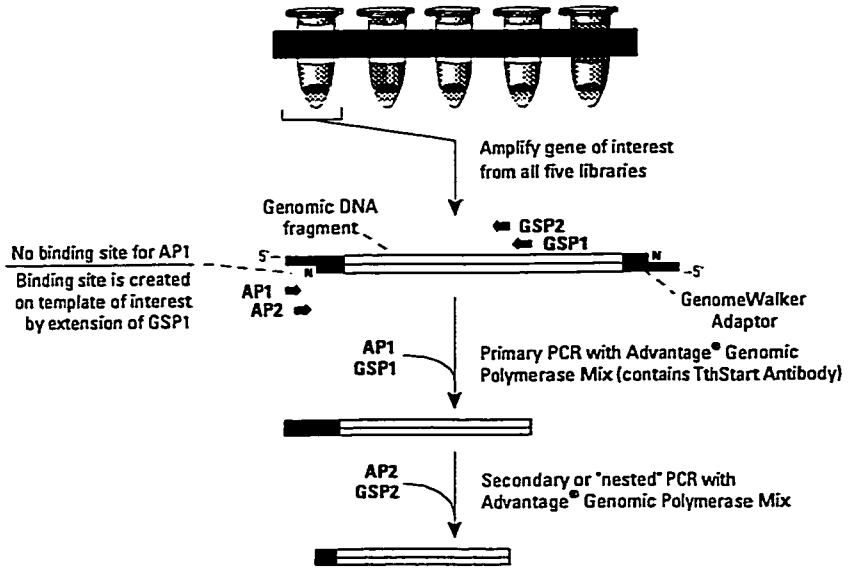 Amplify gene of interest
from all five libraries
Genomic DNA
fragment
GSP2
GSP1
No binding site for AP1
Binding site is created
on template of interest
by extension of GSP1
5'
N
N
5'
AP1
AP2
GenomeWalker
Adaptor
AP1
GSP1
Primary PCR with Advantage® Genomic
Polymerase Mix (contains TthStart Antibody)
AP2
GSP2
Secondary or "nested" PCR with
Advantage® Genomic Polymerase Mix